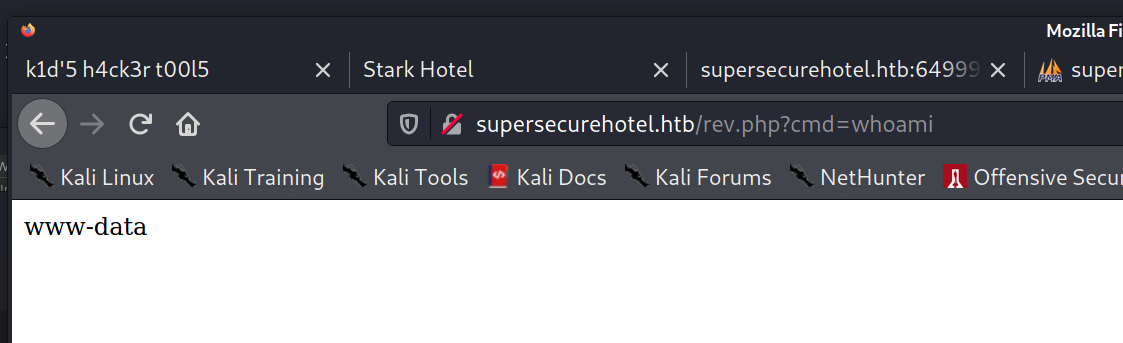 Mozilla Fi
k1d'5 h4ck3r t00l5 Stark Hotel supersecurehotel.htb:64999 super
supersecurehotel.htb/rev.php?cmd=whoami
Kali Linux Kali Training Kali Tools Kali Docs Kali Forums NetHunter Offensive Secur
www-data